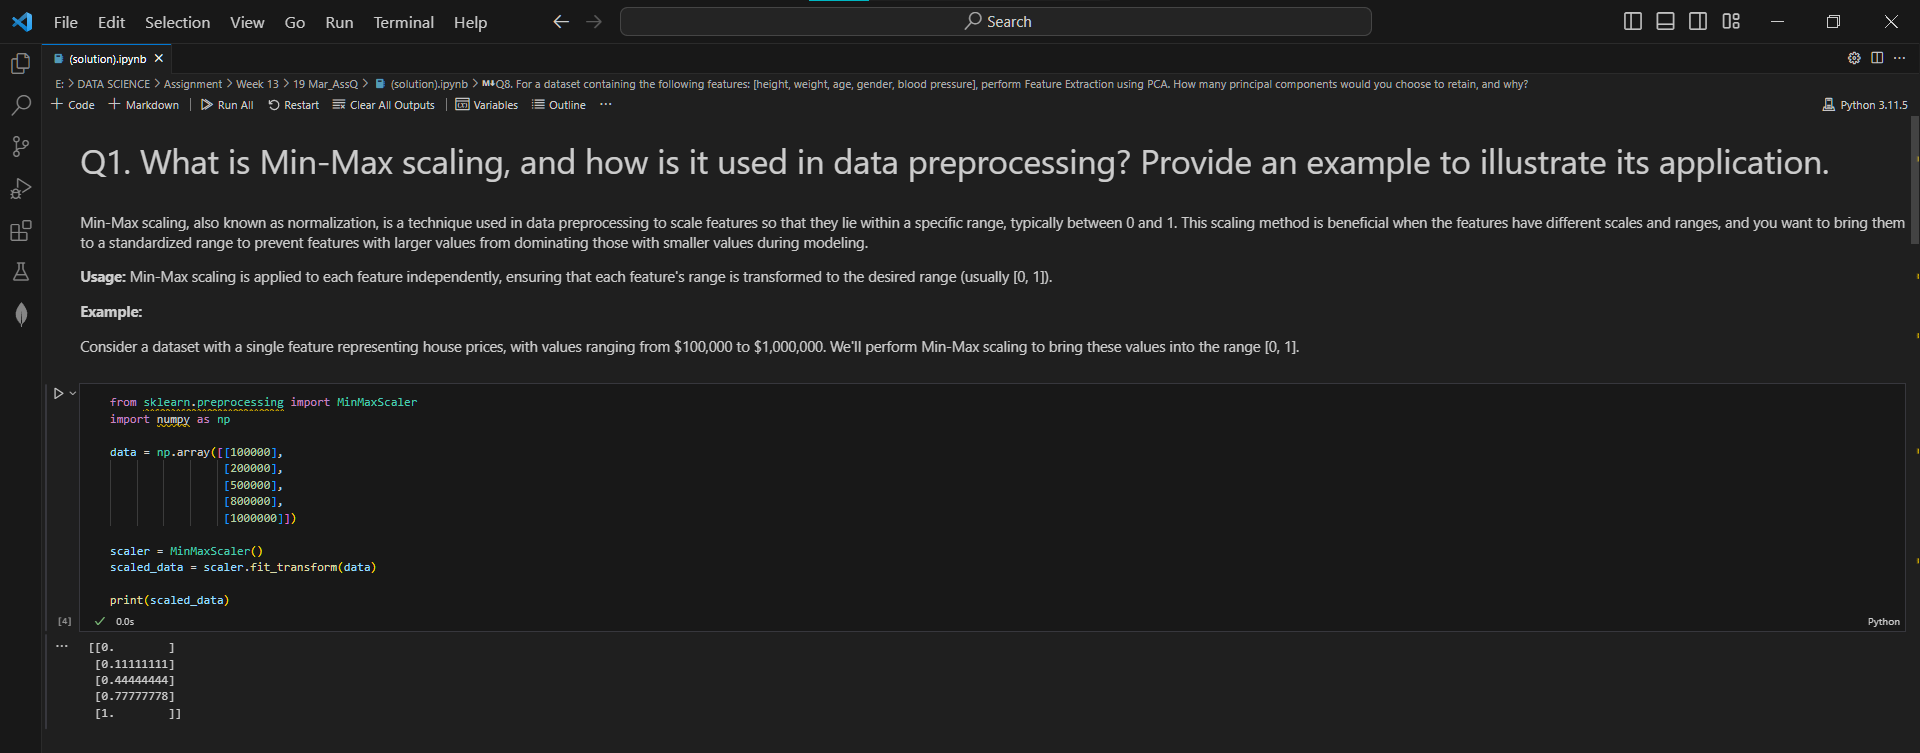 File Edit Selection View Go Run Terminal Help
Search
(solution).ipynb
E: > DATA SCIENCE > Assignment > Week 13 > 19 Mar_AssQ > (solution).ipynb > M↓Q8. For a dataset containing the following features: [height, weight, age, gender, blood pressure], perform Feature Extraction using PCA. How many principal components would you choose to retain, and why?
+ Code + Markdown | Run All Restart Clear All Outputs | Variables Outline ···
Python 3.11.5
Q1. What is Min-Max scaling, and how is it used in data preprocessing? Provide an example to illustrate its application.
Min-Max scaling, also known as normalization, is a technique used in data preprocessing to scale features so that they lie within a specific range, typically between 0 and 1. This scaling method is beneficial when the features have different scales and ranges, and you want to bring them
to a standardized range to prevent features with larger values from dominating those with smaller values during modeling.
Usage: Min-Max scaling is applied to each feature independently, ensuring that each feature's range is transformed to the desired range (usually [0, 1]).
Example:
Consider a dataset with a single feature representing house prices, with values ranging from $100,000 to $1,000,000. We'll perform Min-Max scaling to bring these values into the range [0, 1].
from sklearn.preprocessing import MinMaxScaler
import numpy as np
data = np.array([[100000],
[200000],
[500000],
[800000],
[1000000]])
scaler = MinMaxScaler()
scaled_data = scaler.fit_transform(data)
print(scaled_data)
[4] ✓ 0.0s
Python
··· [[0.        ]
[0.11111111]
[0.44444444]
[0.77777778]
[1.        ]]